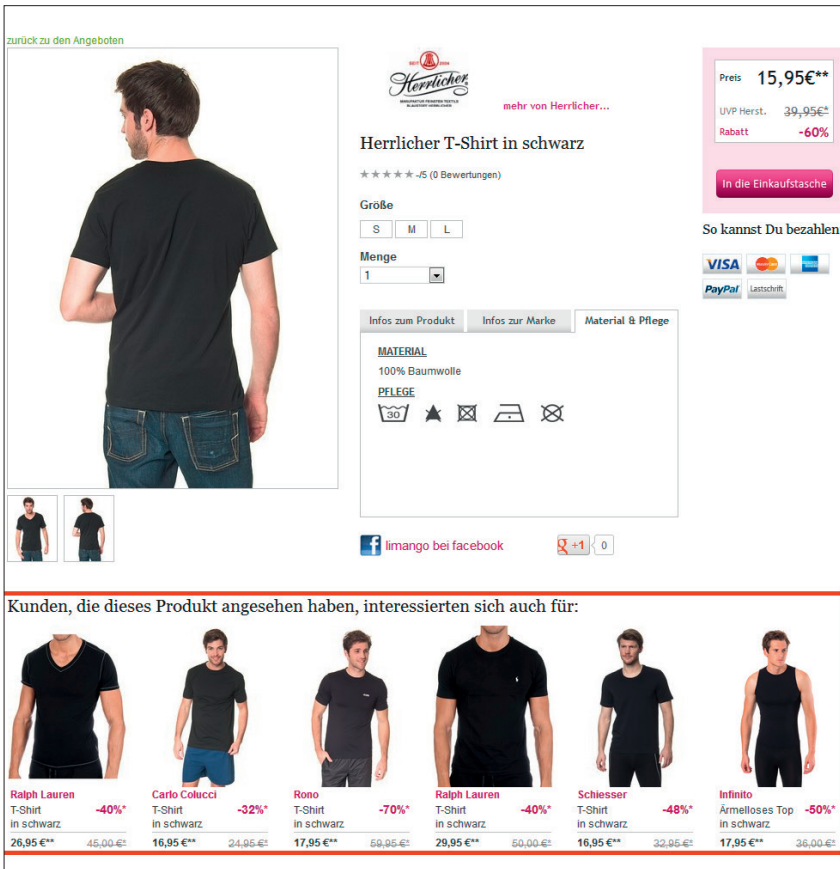 zurück zu den Angeboten
SEIT 2004
Herrlicher
MANUFAKTUR FEINSTEN TEXTILS
mehr von Herrlicher...
Herrlicher T-Shirt in schwarz
-/5 (0 Bewertungen)
Größe
S M L
Menge
1
Infos zum Produkt Infos zur Marke Material & Pflege
MATERIAL
100% Baumwolle
PFLEGE
30
limango bei facebook
g +1 0
Preis 15,95€**
UVP Herst. 39,95€*
Rabatt -60%
In die Einkaufstasche
So kannst Du bezahlen
VISA MasterCard
PayPal Lastschrift
Kunden, die dieses Produkt angesehen haben, interessierten sich auch für:
Ralph Lauren
T-Shirt -40%*
in schwarz
26,95 €** 45,00 €*
Carlo Colucci
T-Shirt -32%*
in schwarz
16,95 €** 24,95 €*
Rono
T-Shirt -70%*
in schwarz
17,95 €** 59,95 €*
Ralph Lauren
T-Shirt -40%*
in schwarz
29,95 €** 50,00 €*
Schiesser
T-Shirt -48%*
in schwarz
16,95 €** 32,95 €*
Infinito
Ärmelloses Top -50%*
in schwarz
17,95 €** 36,00 €*